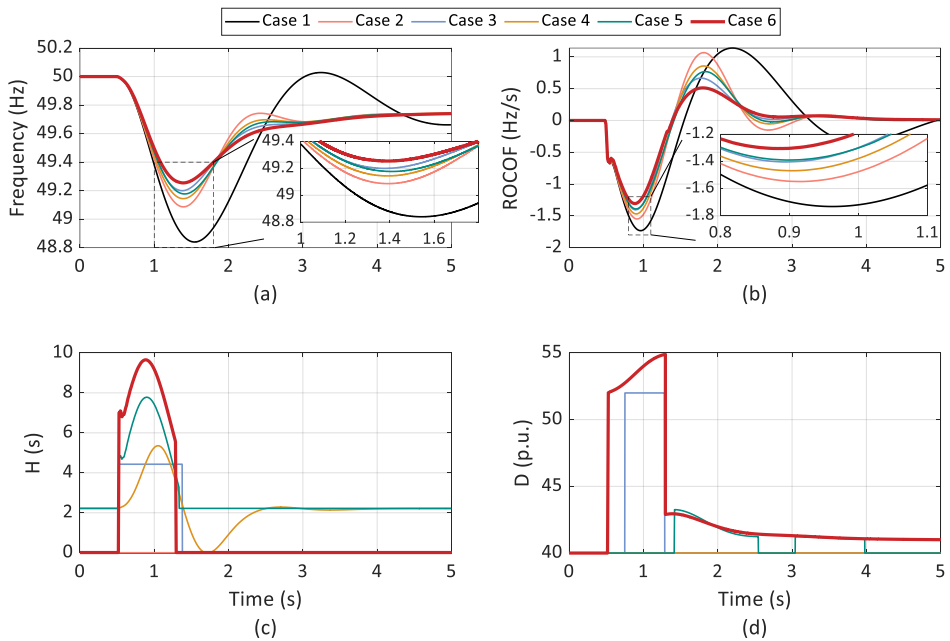 Case 1 Case 2 Case 3 Case 4 Case 5 Case 6
50.2
50
49.8
49.6
49.4
49.2
49
48.8
Frequency (Hz)
49.4
49.2
49
48.8
1 1.2 1.4 1.6
0 1 2 3 4 5
(a)
1
0.5
0
-0.5
-1
-1.5
-2
ROCOF (Hz/s)
-1.2
-1.4
-1.6
-1.8
0.8 0.9 1 1.1
0 1 2 3 4 5
(b)
10
8
6
4
2
0
H (s)
0 1 2 3 4 5
Time (s)
(c)
55
50
45
40
D (p.u.)
0 1 2 3 4 5
Time (s)
(d)